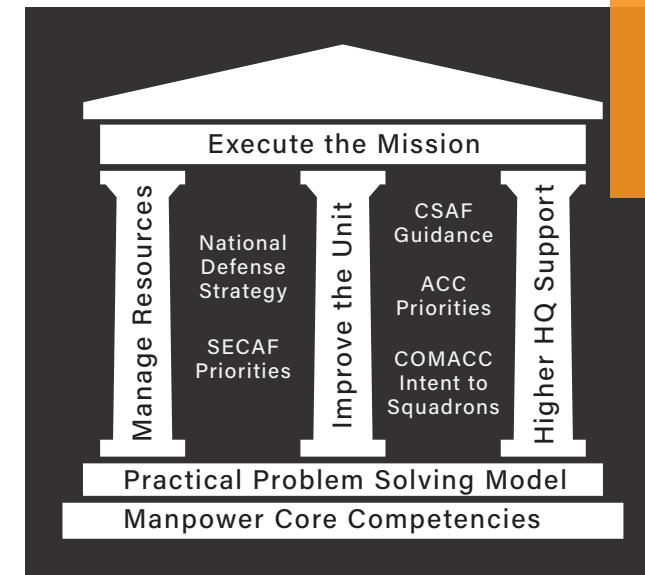 Execute the Mission
Manage Resources
National
Defense
Strategy
SECAF
Priorities
Improve the Unit
CSAF
Guidance
ACC
Priorities
COMACC
Intent to
Squadrons
Higher HQ Support
Practical Problem Solving Model
Manpower Core Competencies